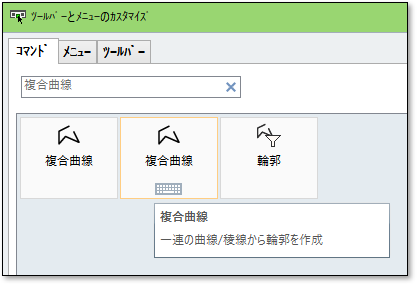 ﾂｰﾙﾊﾞｰとﾒﾆｭｰのｶｽﾀﾏｲｽﾞ
ｺﾏﾝﾄﾞ ﾒﾆｭｰ ﾂｰﾙﾊﾞｰ
複合曲線
複合曲線 複合曲線 輪郭
複合曲線
一連の曲線/稜線から輪郭を作成